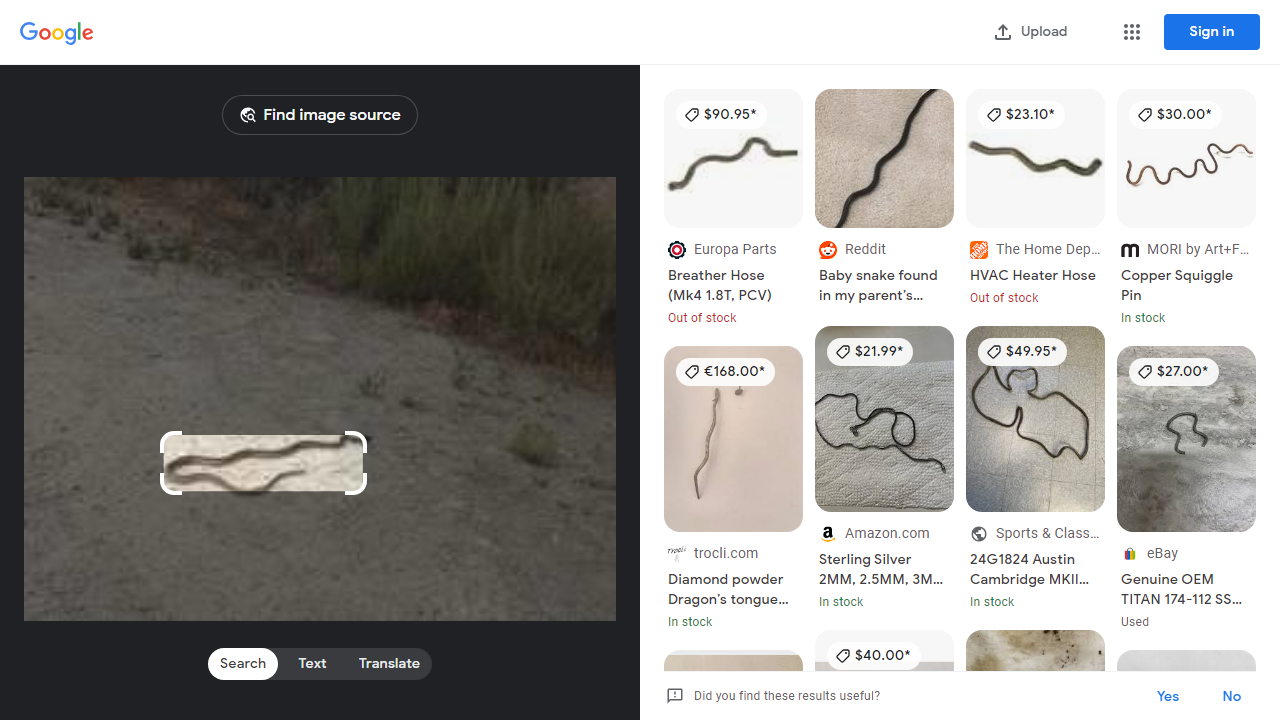 Google
Upload
Sign in
Find image source
Search
Text
Translate
$90.95*
Europa Parts
Breather Hose
(Mk4 1.8T, PCV)
Out of stock
Reddit
Baby snake found
in my parent's...
$23.10*
The Home Dep...
HVAC Heater Hose
Out of stock
$30.00*
MORI by Art+F...
Copper Squiggle
Pin
In stock
€168.00*
trocli.com
Diamond powder
Dragon's tongue...
In stock
$21.99*
Amazon.com
Sterling Silver
2MM, 2.5MM, 3M...
In stock
$49.95*
Sports & Class...
24G1824 Austin
Cambridge MKII...
In stock
$27.00*
eBay
Genuine OEM
TITAN 174-112 SS...
Used
$40.00*
Did you find these results useful?
Yes
No